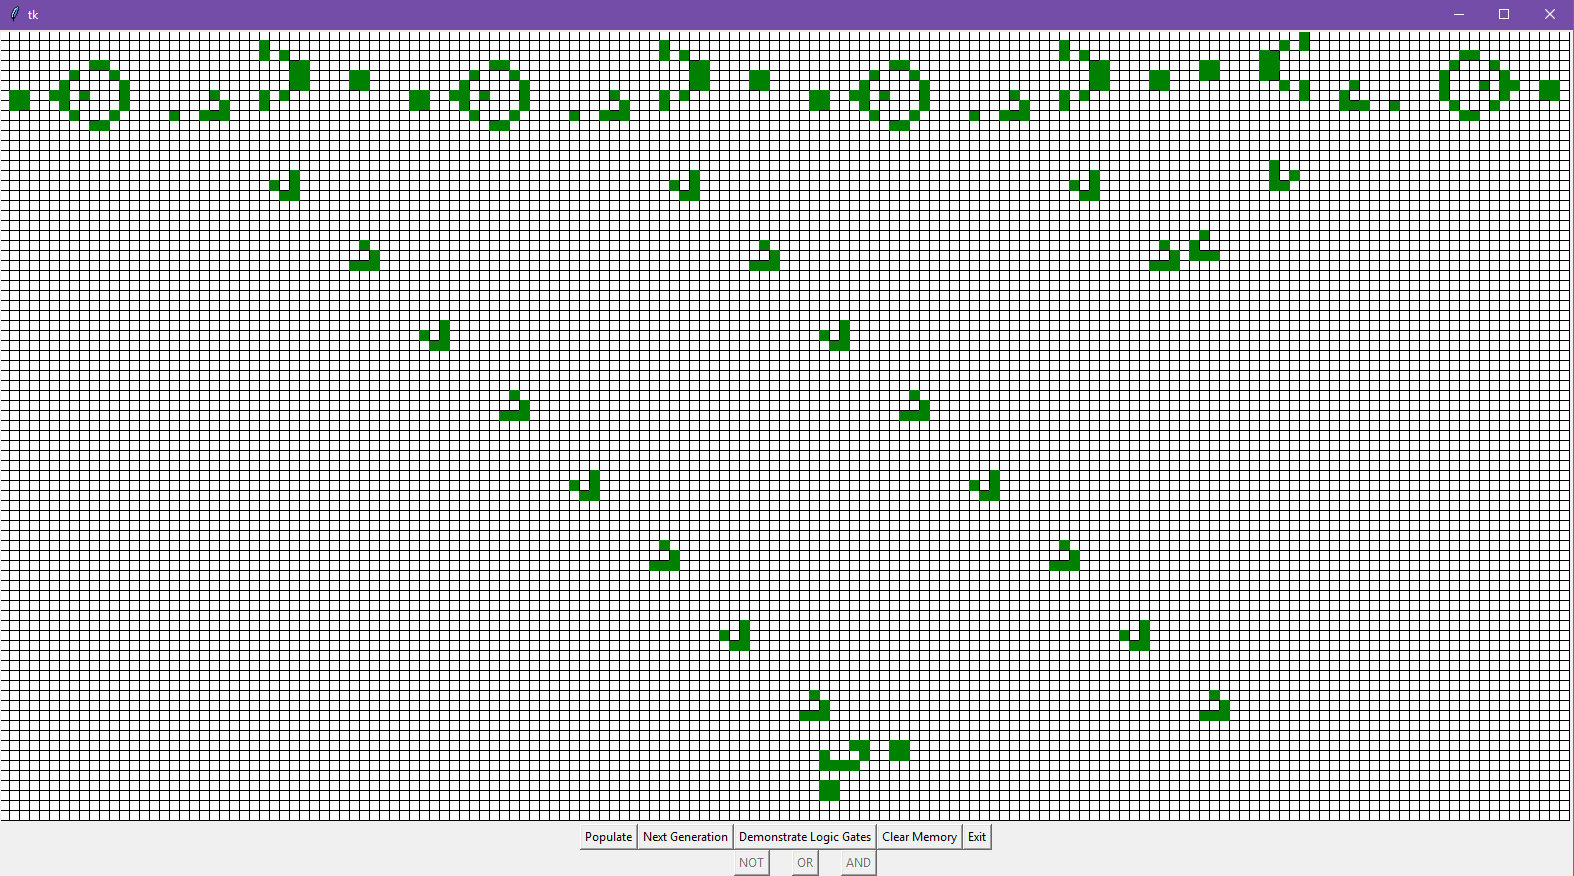 tk
Populate Next Generation Demonstrate Logic Gates Clear Memory Exit
NOT OR AND